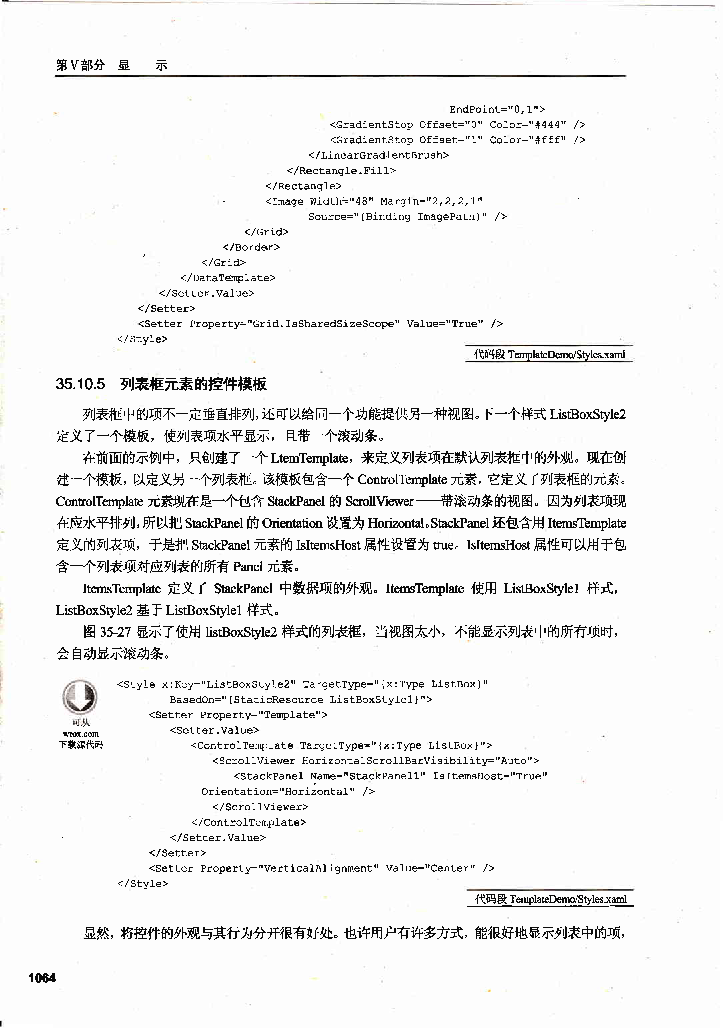 第Ⅴ部分 显 示
EndPoint="0,1">
<GradientStop Offset="0" Color="#444" />
<GradientStop Offset="1" Color="#fff" />
</LinearGradientBrush>
</Rectangle.Fill>
</Rectangle>
<Image Width="48" Margin="2,2,2,1"
Source="{Binding ImagePath}" />
</Grid>
</Border>
</Grid>
</DataTemplate>
</Setter.Value>
</Setter>
<Setter Property="Grid.IsSharedSizeScope" Value="True" />
</Style>
代码段 TemplateDemo/Styles.xaml
35.10.5 列表框元素的控件模板
列表框中的项不一定垂直排列,还可以给同一个功能提供另一种视图。下一个样式 ListBoxStyle2
定义了一个模板，使列表项水平显示，且带一个滚动条。
在前面的示例中，只创建了一个 LtemTemplate，来定义列表项在默认列表框中的外观。现在创
建一个模板，以定义另一个列表框。该模板包含一个 ControlTemplate 元素，它定义了列表框的元素。
ControlTemplate 元素现在是一个包含 StackPanel 的 ScrollViewer——带滚动条的视图。因为列表项现
在应水平排列,所以把 StackPanel 的 Orientation 设置为 Horizontal。StackPanel 还包含用 ItemsTemplate
定义的列表项，于是把 StackPanel 元素的 IsItemsHost 属性设置为 true。IsItemsHost 属性可以用于包
含一个列表项对应列表的所有 Panel 元素。
ItemsTemplate 定义了 StackPanel 中数据项的外观。ItemsTemplate 使用 ListBoxStyle1 样式，
ListBoxStyle2 基于 ListBoxStyle1 样式。
图 35-27 显示了使用 listBoxStyle2 样式的列表框，当视图太小，不能显示列表中的所有项时，
会自动显示滚动条。
<Style x:Key="ListBoxStyle2" TargetType="{x:Type ListBox}"
BasedOn="{StaticResource ListBoxStyle1}">
<Setter Property="Template">
可从
wrox.com
下载源代码
<Setter.Value>
<ControlTemplate TargetType="{x:Type ListBox}">
<ScrollViewer HorizontalScrollBarVisibility="Auto">
<StackPanel Name="StackPanel1" IsItemsHost="True"
Orientation="Horizontal" />
</ScrollViewer>
</ControlTemplate>
</Setter.Value>
</Setter>
<Setter Property="VerticalAlignment" Value="Center" />
</Style>
代码段 TemplateDemo/Styles.xaml
显然，将控件的外观与其行为分开很有好处。也许用户有许多方式，能很好地显示列表中的项，
1064